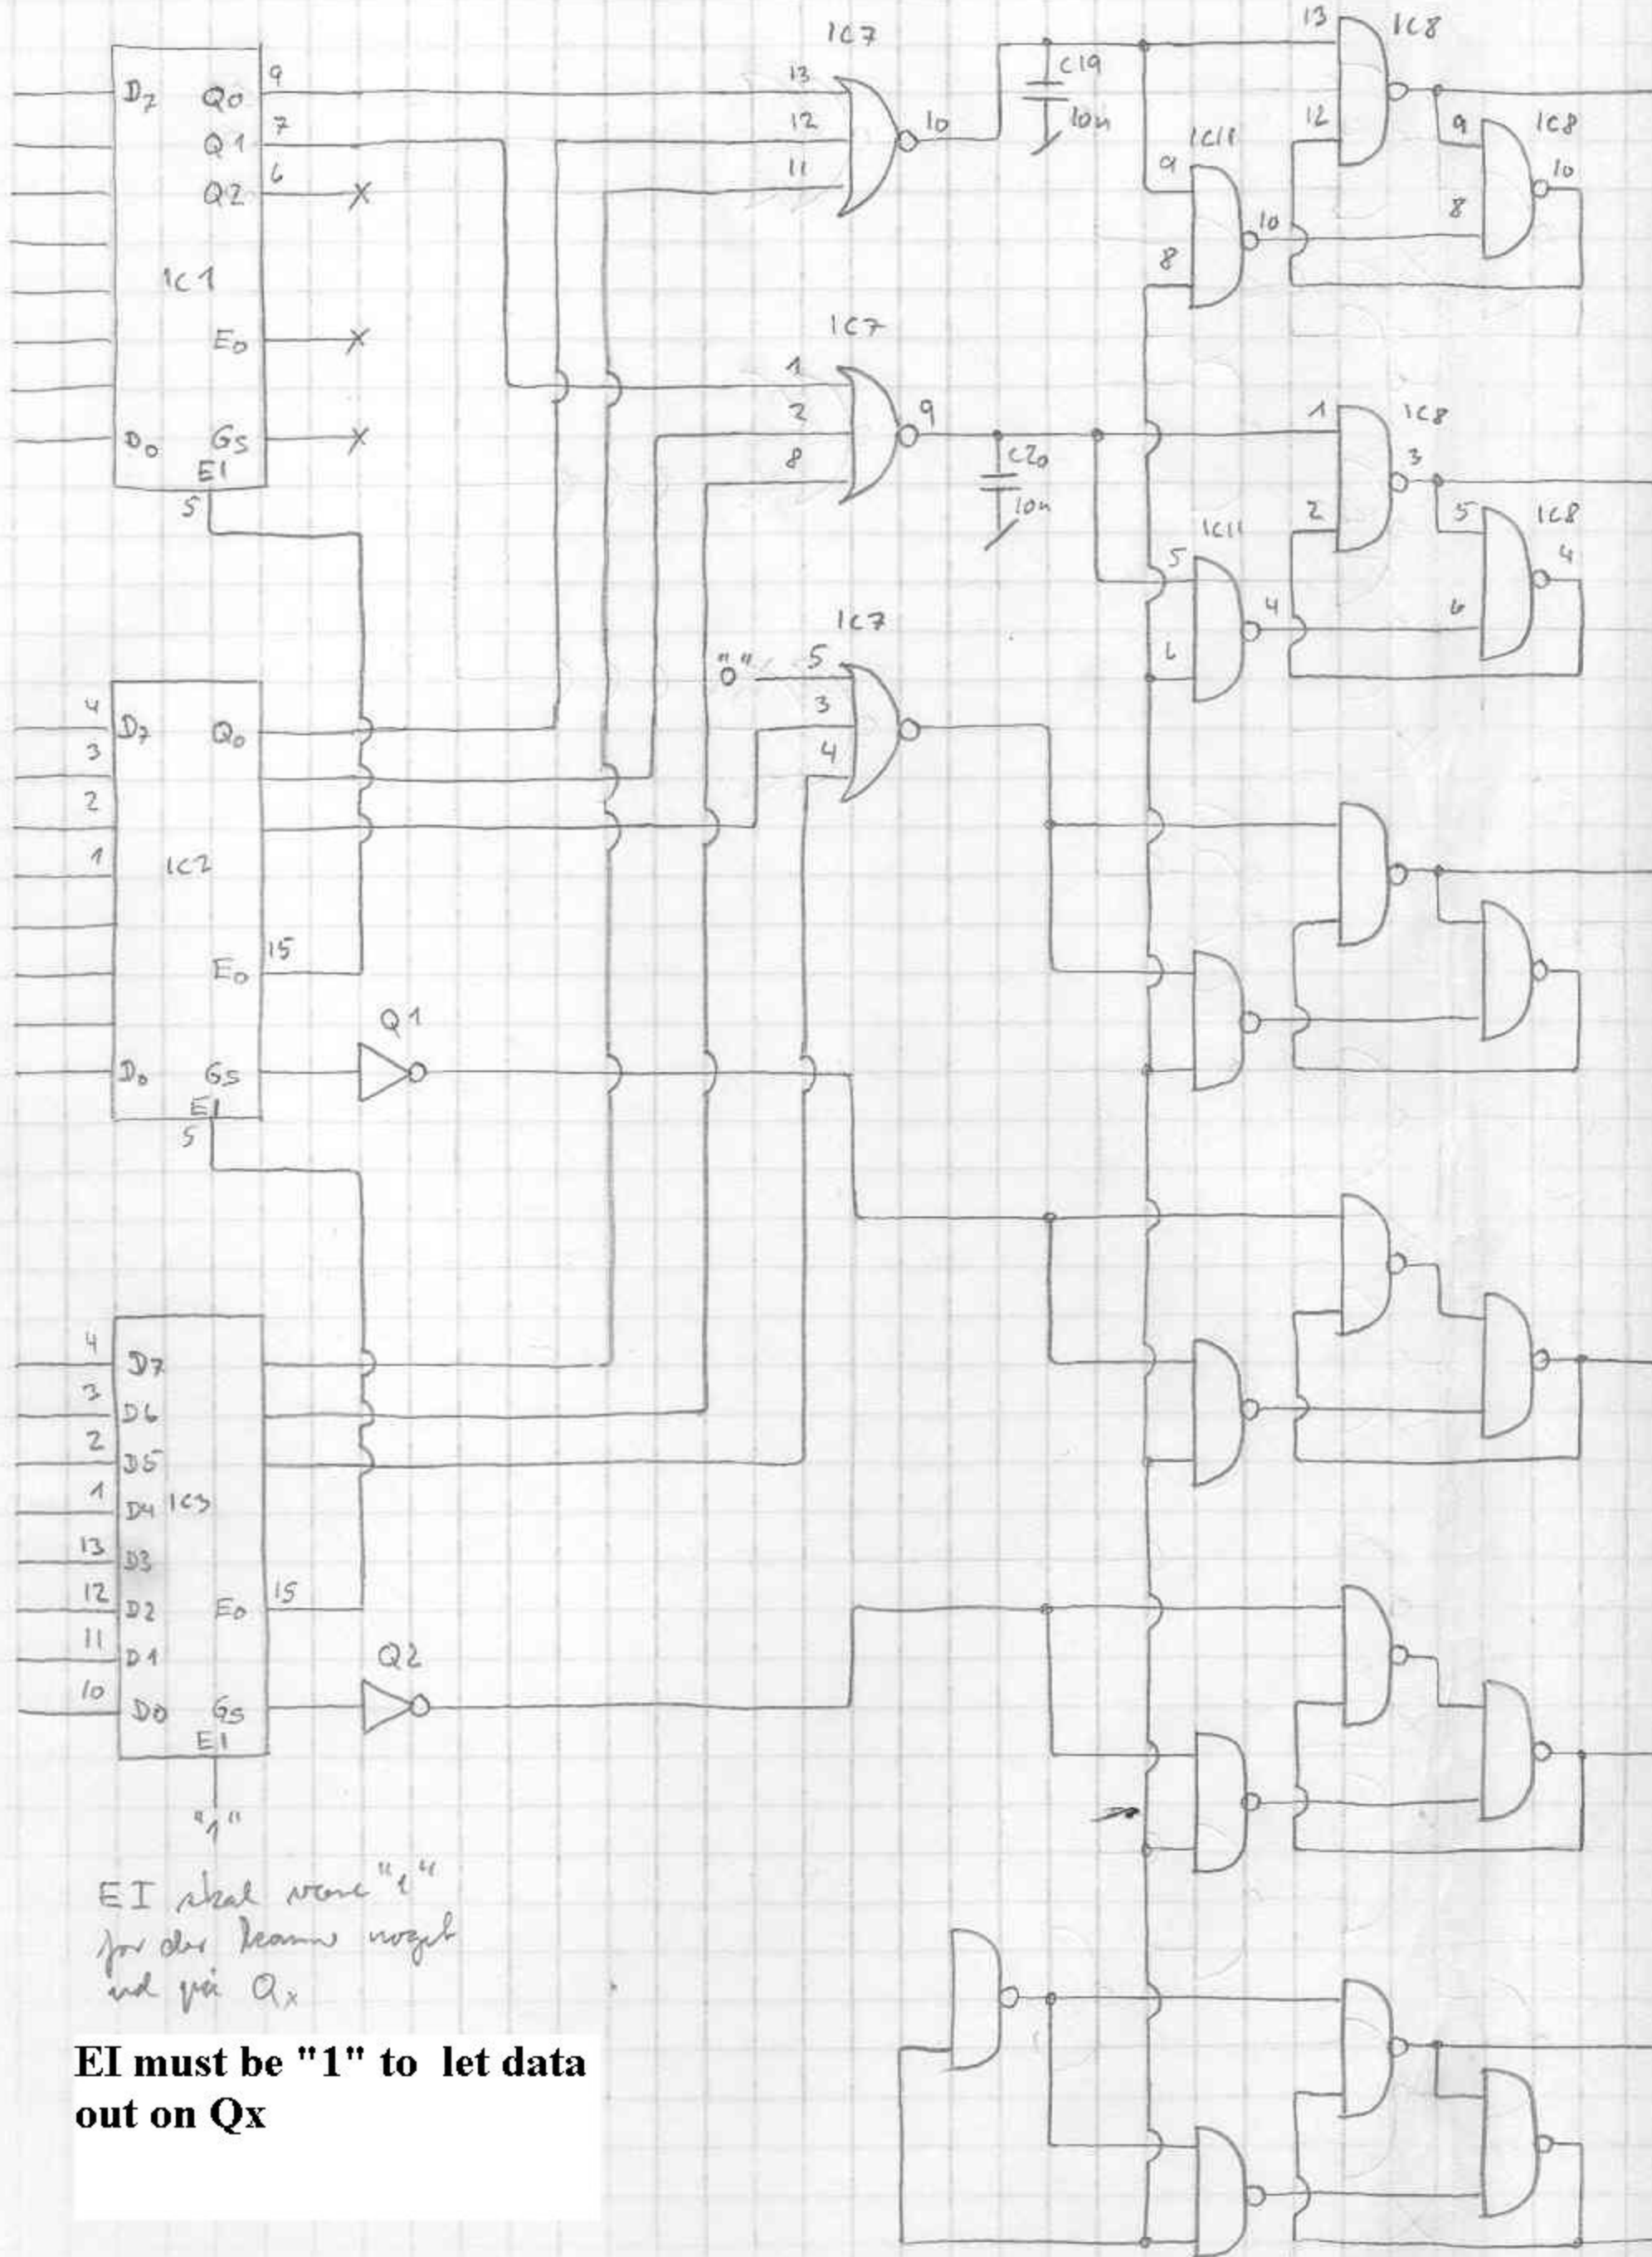 IC7
13
IC8
C19
10n
13
12
11
10
12
9
IC8
10
8
IC11
9
10
8
D7
Q0
9
Q1
7
Q2
6
IC1
E0
D0
GS
EI
5
IC7
1
2
8
9
C20
10n
1
IC8
3
2
5
IC8
4
6
IC11
5
4
6
IC7
"0"
5
3
4
4
D7
Q0
3
2
1
IC2
E0
15
Q1
D0
GS
EI
5
4
D7
3
D6
2
D5
1
D4
IC3
13
D3
12
D2
E0
15
11
D1
Q2
10
D0
GS
EI
"1"
EI skal være "1"
for der kommer noget
ud på Qx
EI must be "1" to let data
out on Qx